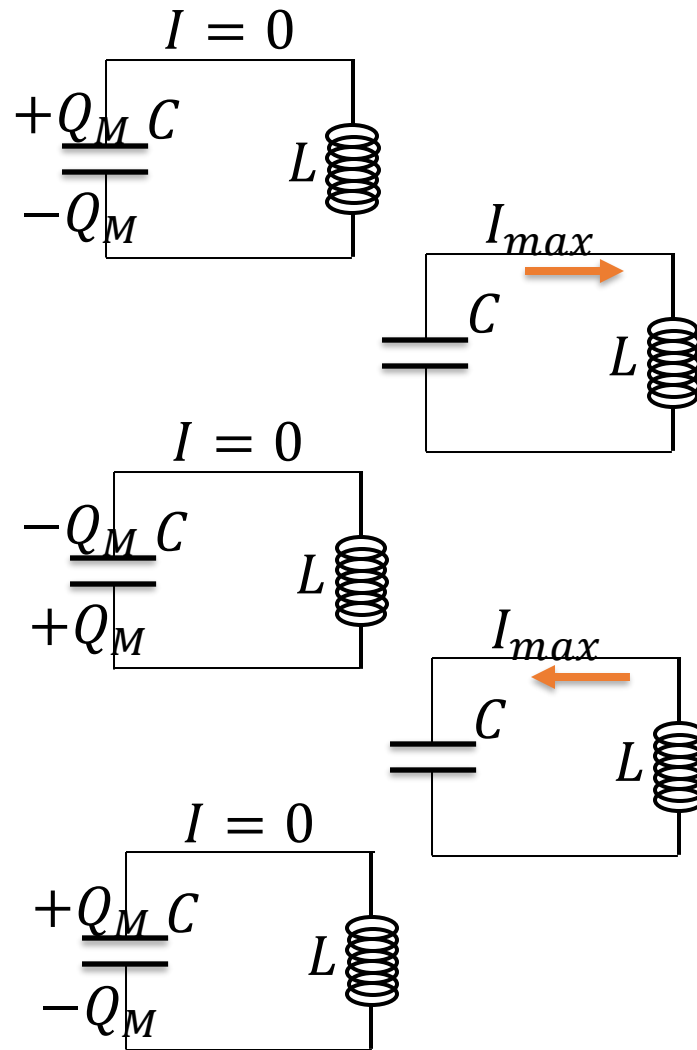 I = 0
+Q_M C
L
−Q_M
I_max
C
L
I = 0
−Q_M C
L
+Q_M
I_max
C
L
I = 0
+Q_M C
L
−Q_M